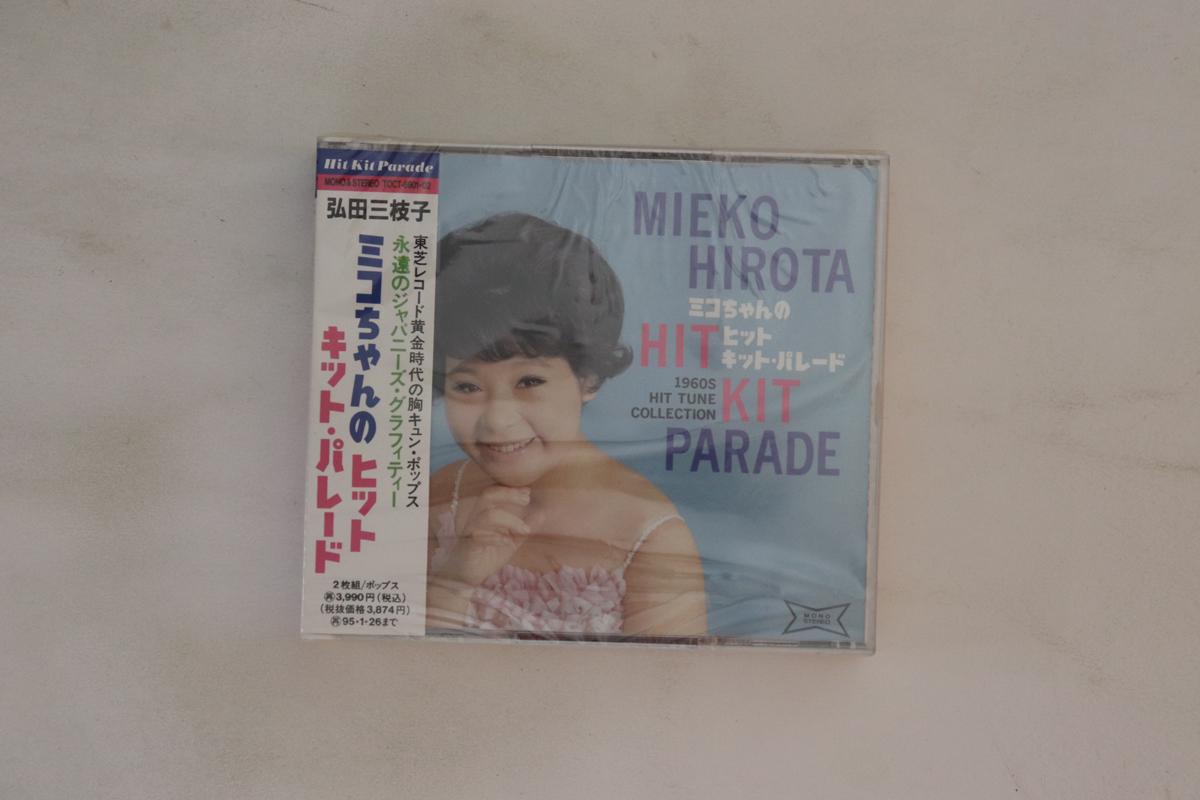 Hit Kit Parade
MONO & STEREO TOCT-6901・02
弘田三枝子
東芝レコード黄金時代の胸キュン・ポップス
永遠のジャパニーズ・グラフィティー
ミコちゃんの ヒット
キット・パレード
2枚組/ポップス
㊢3,990円(税込)
(税抜価格3,874円)
㊢95・1・26まで
MIEKO
HIROTA
ミコちゃんの
HIT ヒット
キット・パレード
1960S
HIT TUNE
COLLECTION
KIT
PARADE
MONO
STEREO